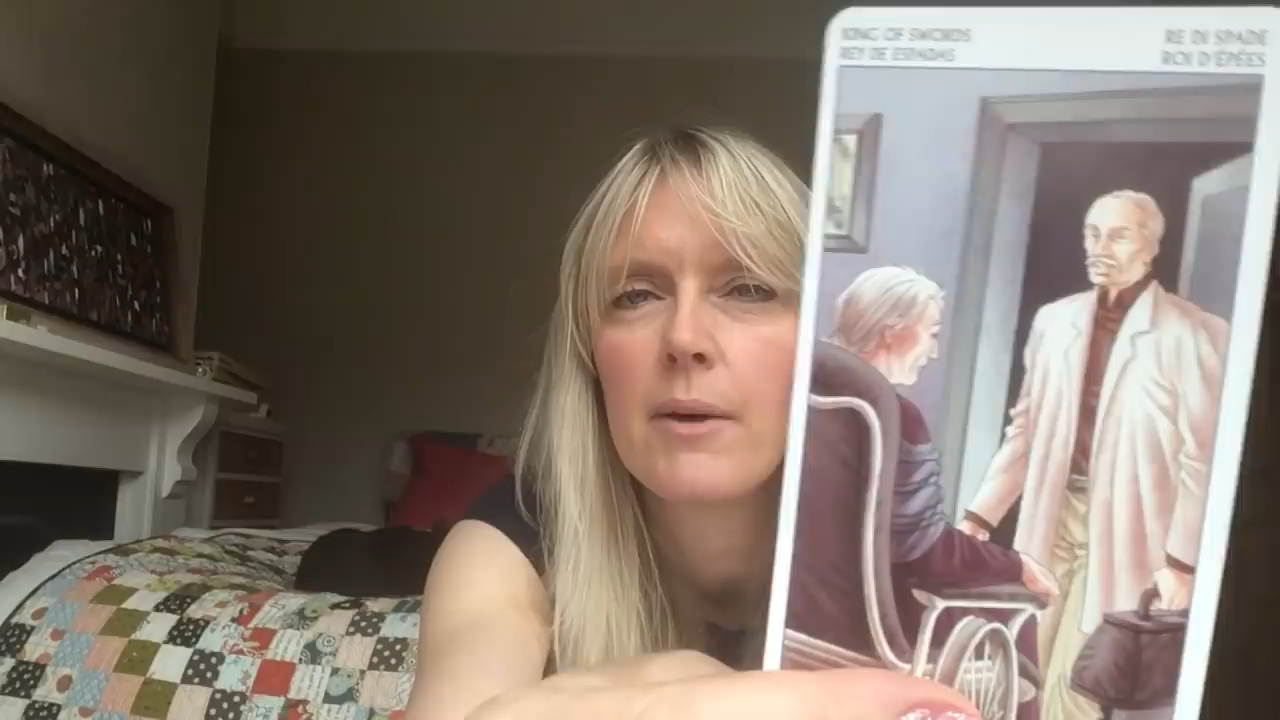 KING OF SWORDS
REY DE ESPADAS
RE DI SPADE
ROI D'ÉPÉES